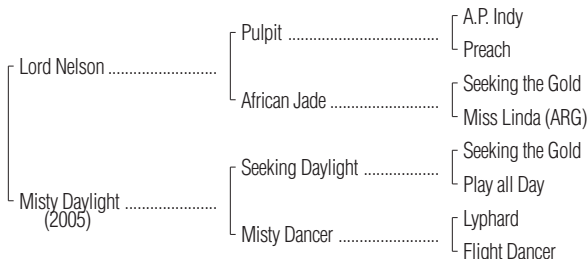 A.P. Indy
Pulpit ........................
Preach
Lord Nelson ........................
Seeking the Gold
African Jade ........................
Miss Linda (ARG)
Seeking the Gold
Seeking Daylight ..................
Play all Day
Misty Daylight ....................
(2005)
Lyphard
Misty Dancer ........................
Flight Dancer